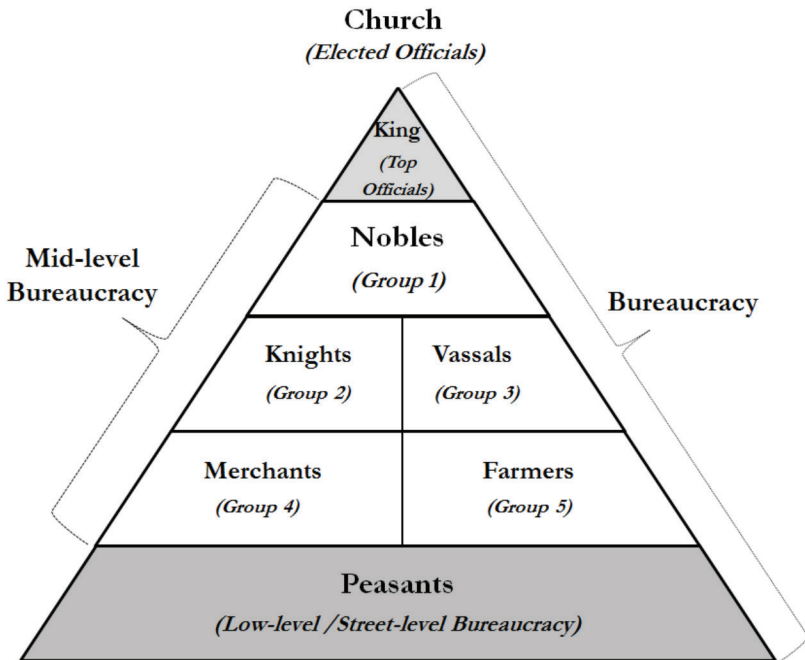 Church
(Elected Officials)
King
(Top
Officials)
Nobles
(Group 1)
Mid-level
Bureaucracy
Bureaucracy
Knights
(Group 2)
Vassals
(Group 3)
Merchants
(Group 4)
Farmers
(Group 5)
Peasants
(Low-level /Street-level Bureaucracy)